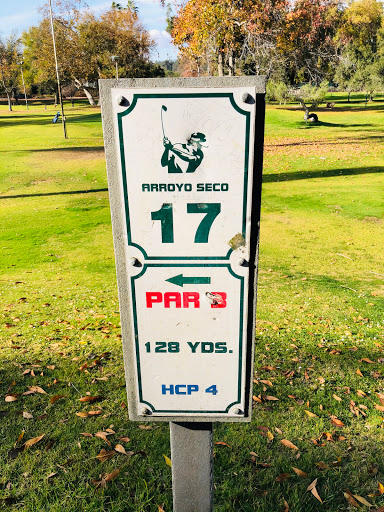 ARROYO SECO
17
PAR 3
128 YDS.
HCP 4